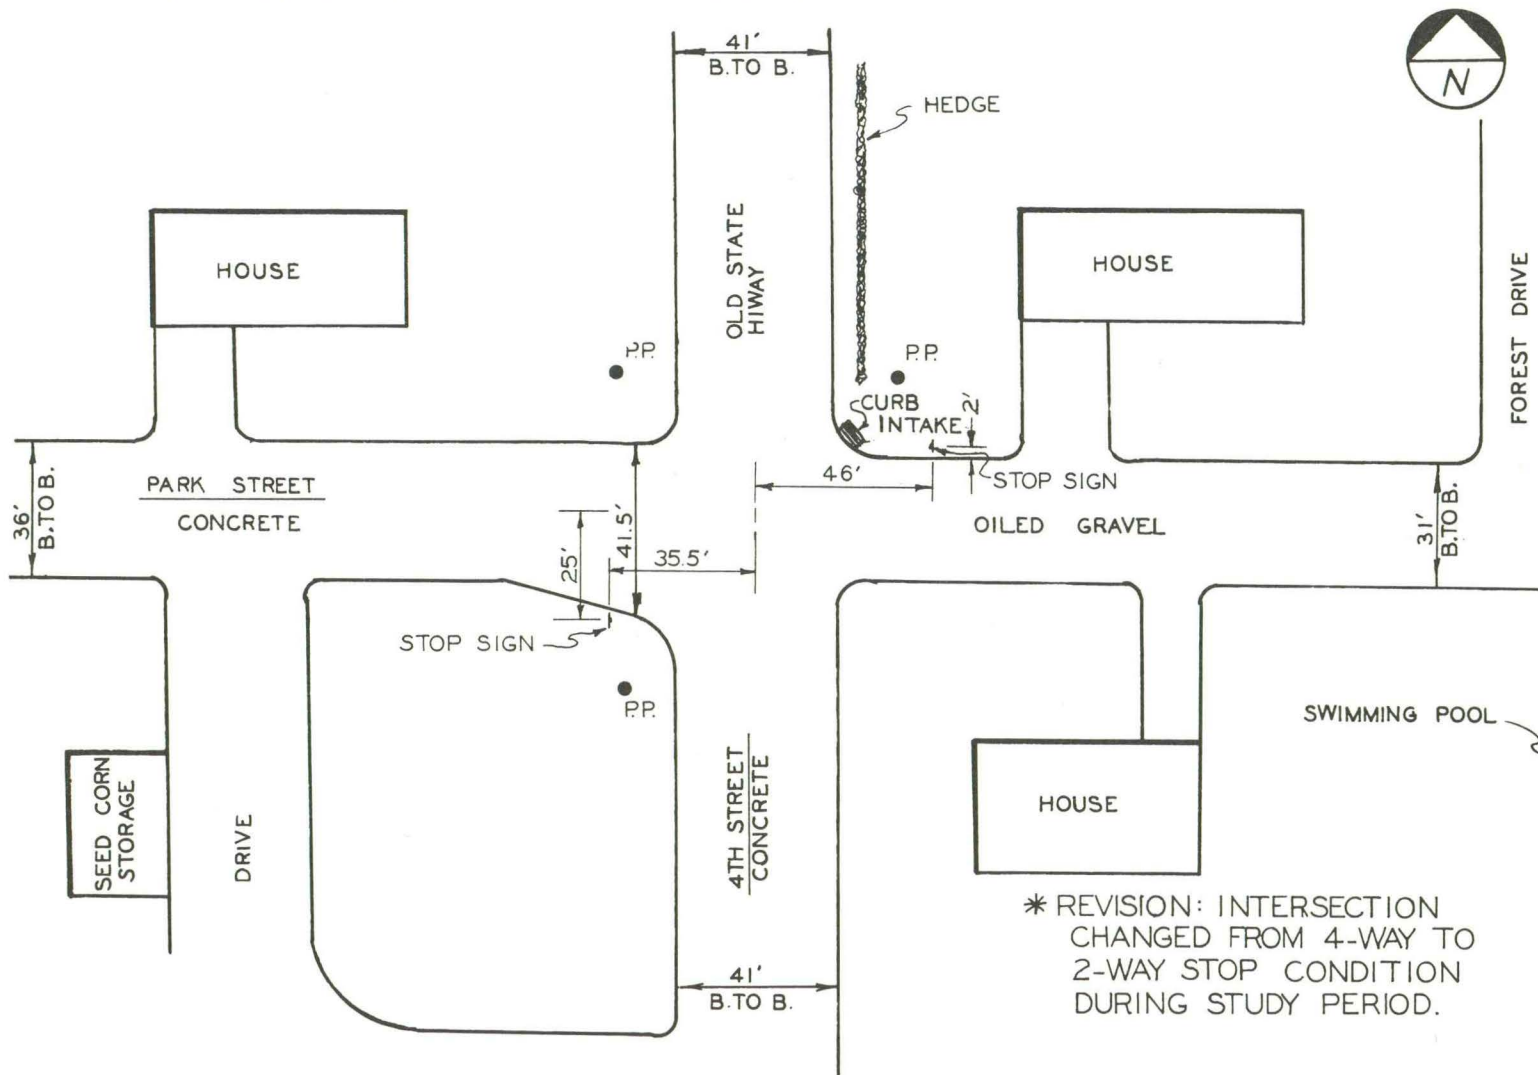 41'
B.TO B.
N
HEDGE
HOUSE
OLD STATE
HIWAY
HOUSE
FOREST DRIVE
P.P.
P.P.
CURB
INTAKE
2'
PARK STREET
CONCRETE
36'
B.TO B.
46'
STOP SIGN
OILED GRAVEL
31'
B.TO B.
25'
41.5'
35.5'
STOP SIGN
P.P.
SWIMMING POOL
SEED CORN
STORAGE
DRIVE
4TH STREET
CONCRETE
HOUSE
* REVISION: INTERSECTION
CHANGED FROM 4-WAY TO
2-WAY STOP CONDITION
DURING STUDY PERIOD.
41'
B.TO B.